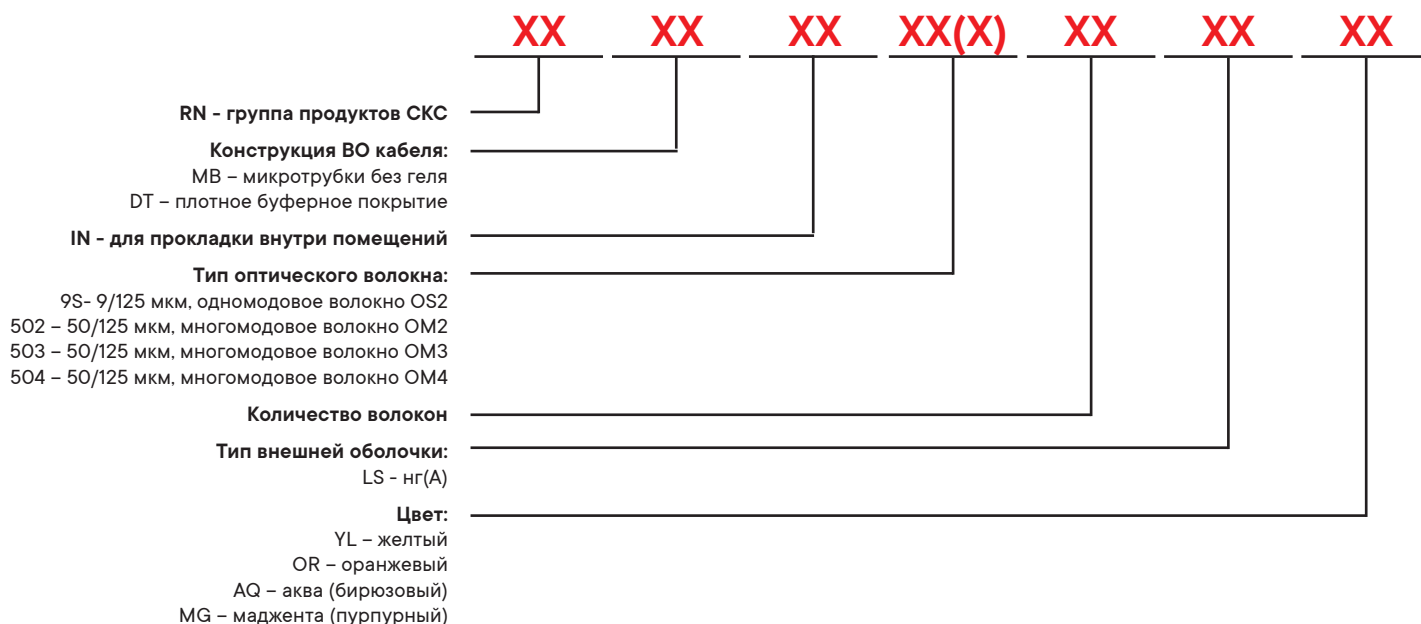 XX XX XX XX(X) XX XX XX
RN - группа продуктов СКС
Конструкция ВО кабеля:
MB – микротрубки без геля
DT – плотное буферное покрытие
IN - для прокладки внутри помещений
Тип оптического волокна:
9S- 9/125 мкм, одномодовое волокно OS2
502 – 50/125 мкм, многомодовое волокно OM2
503 – 50/125 мкм, многомодовое волокно OM3
504 – 50/125 мкм, многомодовое волокно OM4
Количество волокон
Тип внешней оболочки:
LS - нг(А)
Цвет:
YL – желтый
OR – оранжевый
AQ – аква (бирюзовый)
MG – маджента (пурпурный)